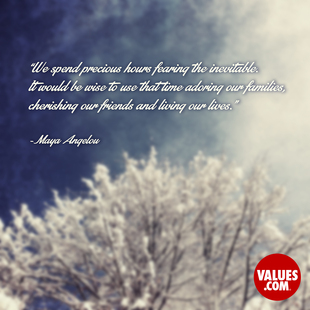 "We spend precious hours fearing the inevitable.
It would be wise to use that time adoring our families,
cherishing our friends and living our lives."
-Maya Angelou
VALUES
.COM